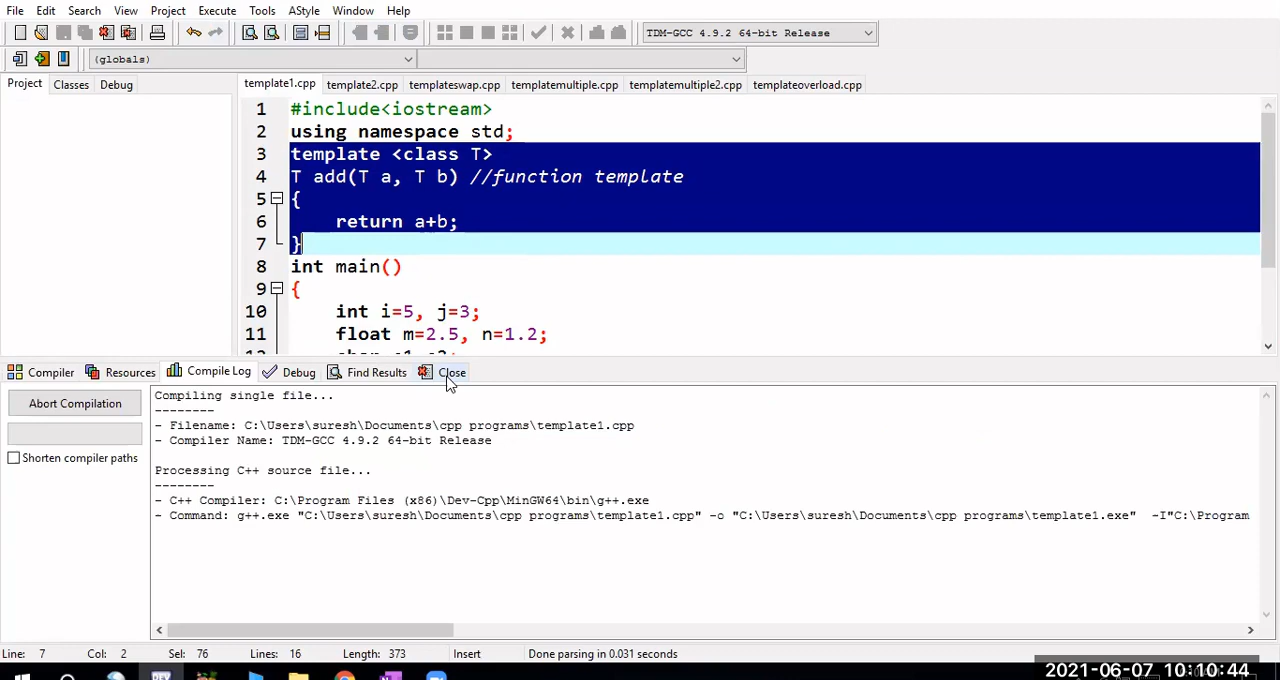 File Edit Search View Project Execute Tools AStyle Window Help
TDM-GCC 4.9.2 64-bit Release
(globals)
Project Classes Debug
template1.cpp template2.cpp templateswap.cpp templatemultiple.cpp templatemultiple2.cpp templateoverload.cpp
1 #include<iostream>
2 using namespace std;
3 template <class T>
4 T add(T a, T b) //function template
5 {
6 return a+b;
7 }
8 int main()
9 {
10 int i=5, j=3;
11 float m=2.5, n=1.2;
Compiler Resources Compile Log Debug Find Results Close
Abort Compilation
Shorten compiler paths
Compiling single file...
--------
- Filename: C:\Users\suresh\Documents\cpp programs\template1.cpp
- Compiler Name: TDM-GCC 4.9.2 64-bit Release
Processing C++ source file...
--------
- C++ Compiler: C:\Program Files (x86)\Dev-Cpp\MinGW64\bin\g++.exe
- Command: g++.exe "C:\Users\suresh\Documents\cpp programs\template1.cpp" -o "C:\Users\suresh\Documents\cpp programs\template1.exe" -I"C:\Program
Line: 7 Col: 2 Sel: 76 Lines: 16 Length: 373 Insert Done parsing in 0.031 seconds
DEV
2021-06-07 10:10:44